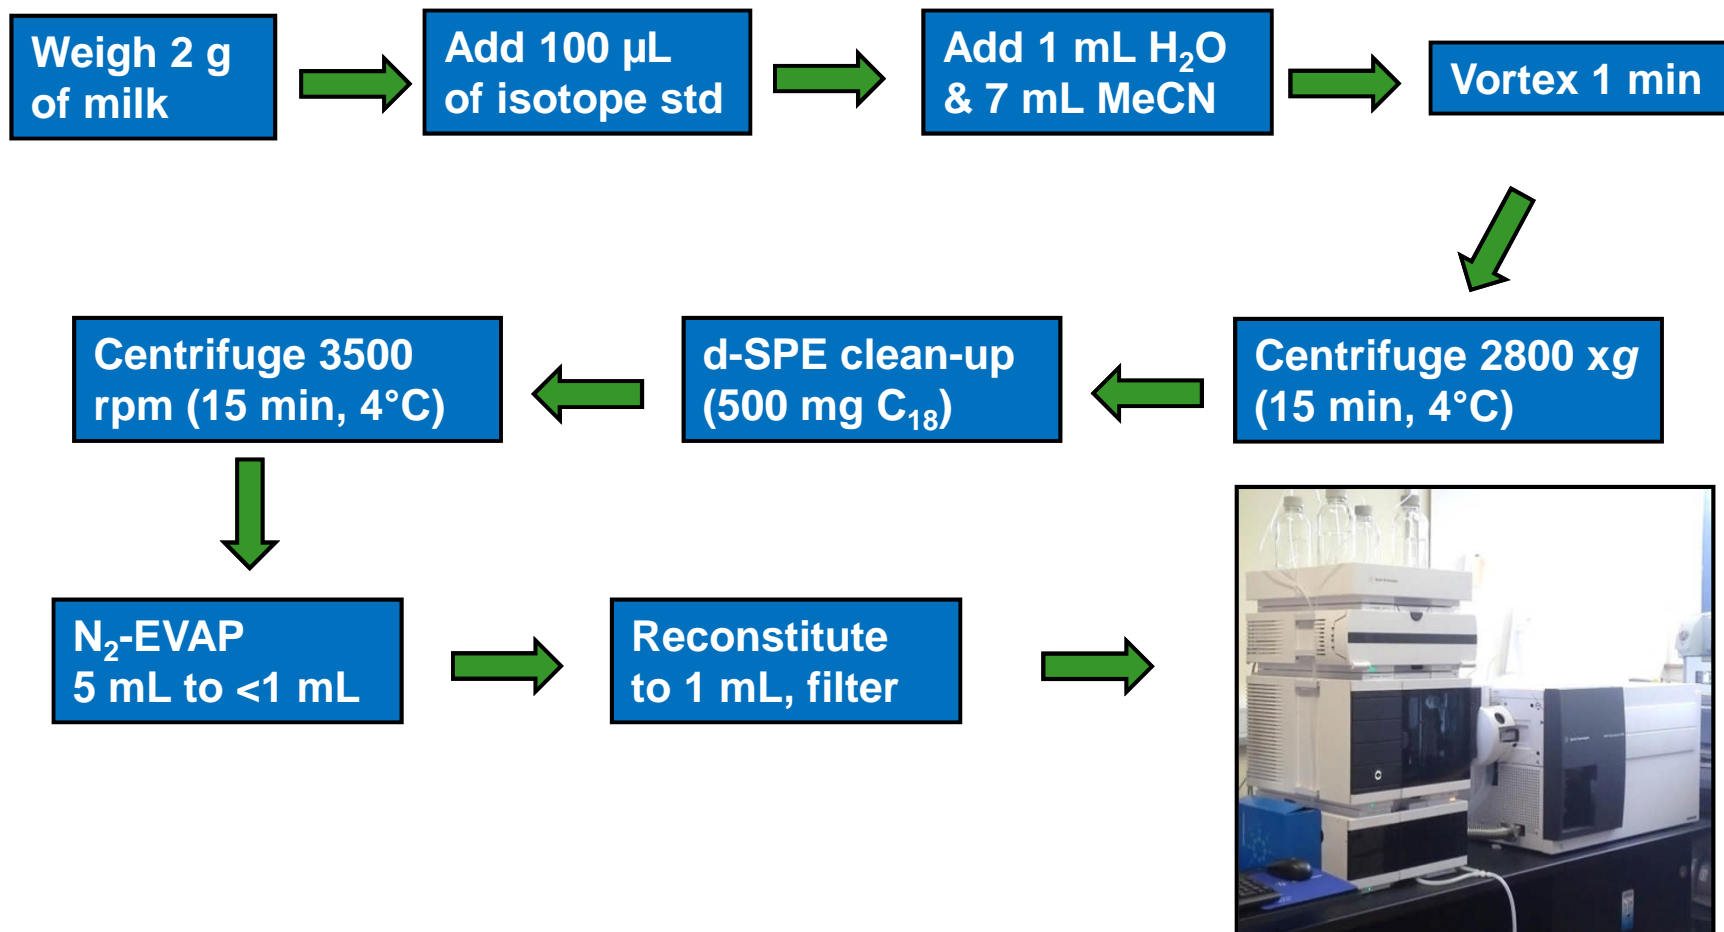 Weigh 2 g
of milk
Add 100 µL
of isotope std
Add 1 mL H₂O
& 7 mL MeCN
Vortex 1 min
Centrifuge 2800 xg
(15 min, 4°C)
d-SPE clean-up
(500 mg C₁₈)
Centrifuge 3500
rpm (15 min, 4°C)
N₂-EVAP
5 mL to <1 mL
Reconstitute
to 1 mL, filter